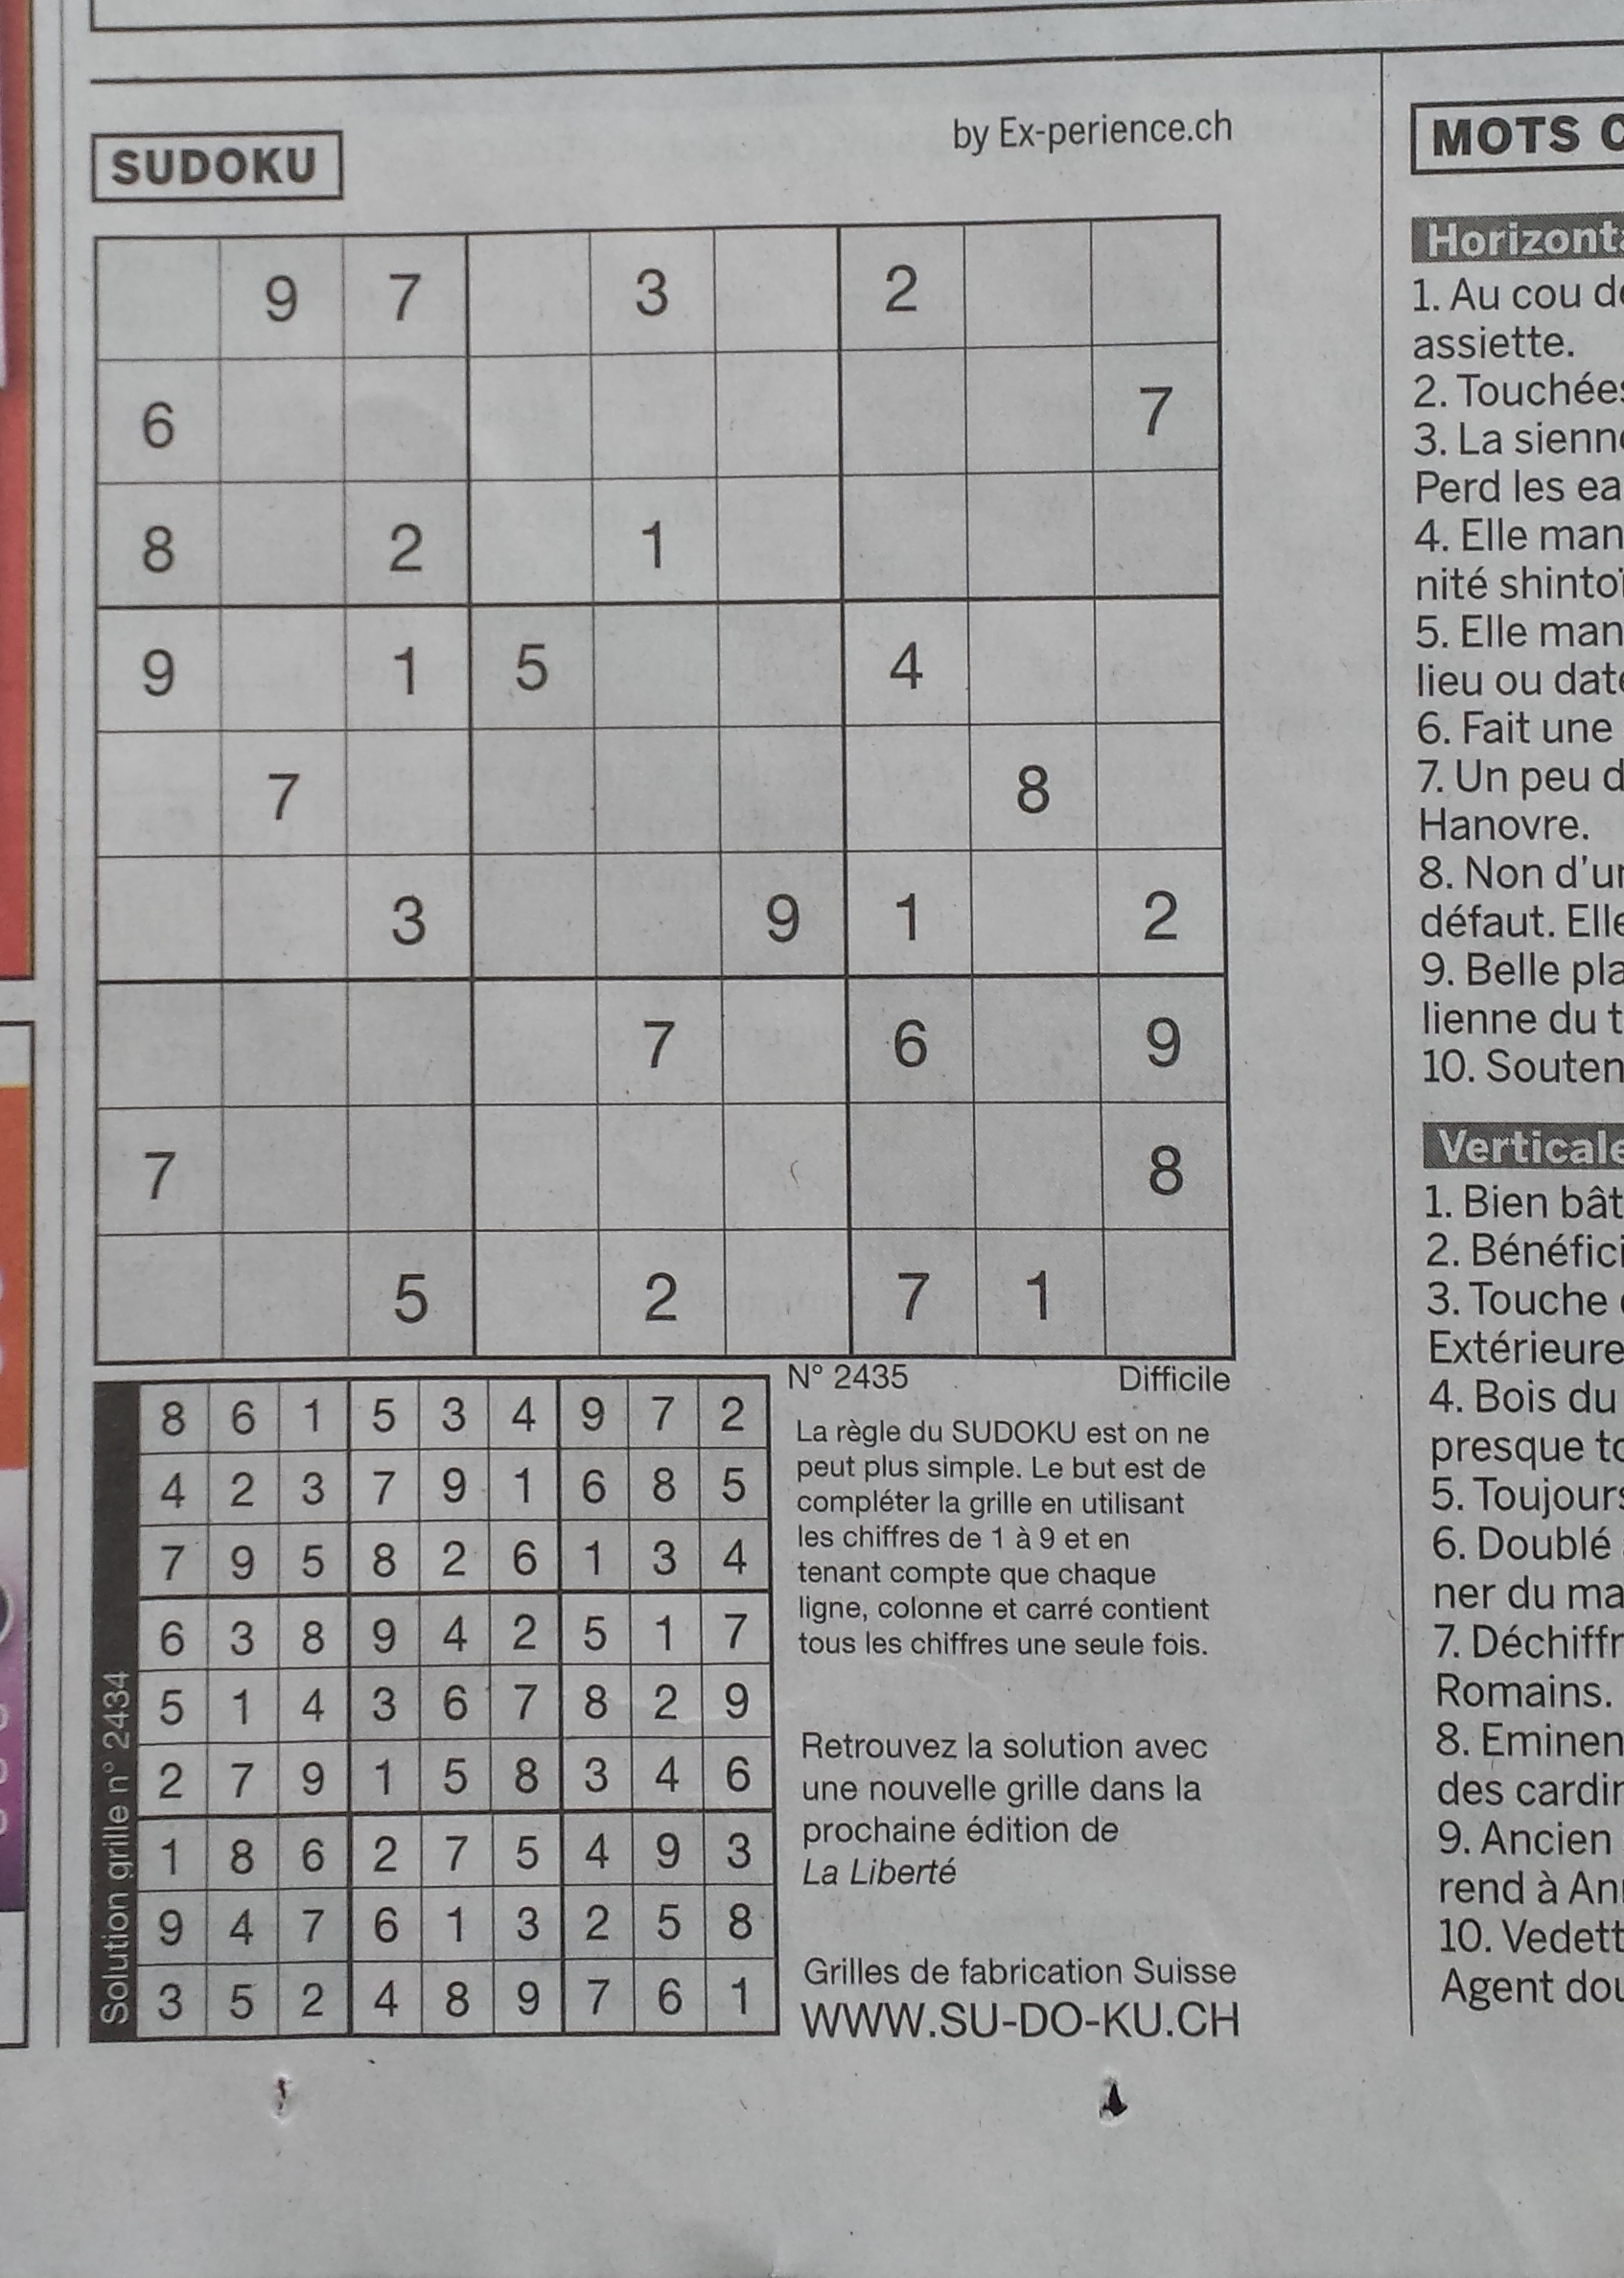 by Ex-perience.ch
SUDOKU
9 7 3 2
6 7
8 2 1
9 1 5 4
7 8
3 9 1 2
7 6 9
7 8
5 2 7 1
N° 2435 Difficile
Solution grille n° 2434
8 6 1 5 3 4 9 7 2
4 2 3 7 9 1 6 8 5
7 9 5 8 2 6 1 3 4
6 3 8 9 4 2 5 1 7
5 1 4 3 6 7 8 2 9
2 7 9 1 5 8 3 4 6
1 8 6 2 7 5 4 9 3
9 4 7 6 1 3 2 5 8
3 5 2 4 8 9 7 6 1
La règle du SUDOKU est on ne
peut plus simple. Le but est de
compléter la grille en utilisant
les chiffres de 1 à 9 et en
tenant compte que chaque
ligne, colonne et carré contient
tous les chiffres une seule fois.
Retrouvez la solution avec
une nouvelle grille dans la
prochaine édition de
La Liberté
Grilles de fabrication Suisse
WWW.SU-DO-KU.CH
MOTS
Horizont
1. Au cou
assiette.
2. Touchée
3. La sienn
Perd les ea
4. Elle man
nité shinto
5. Elle man
lieu ou dat
6. Fait une
7. Un peu d
Hanovre.
8. Non d'u
défaut. Elle
9. Belle pla
lienne du t
10. Souten
Verticale
1. Bien bât
2. Bénéfici
3. Touche
Extérieure
4. Bois du
presque to
5. Toujours
6. Doublé
ner du ma
7. Déchiffr
Romains.
8. Eminen
des cardin
9. Ancien
rend à An
10. Vedett
Agent dou